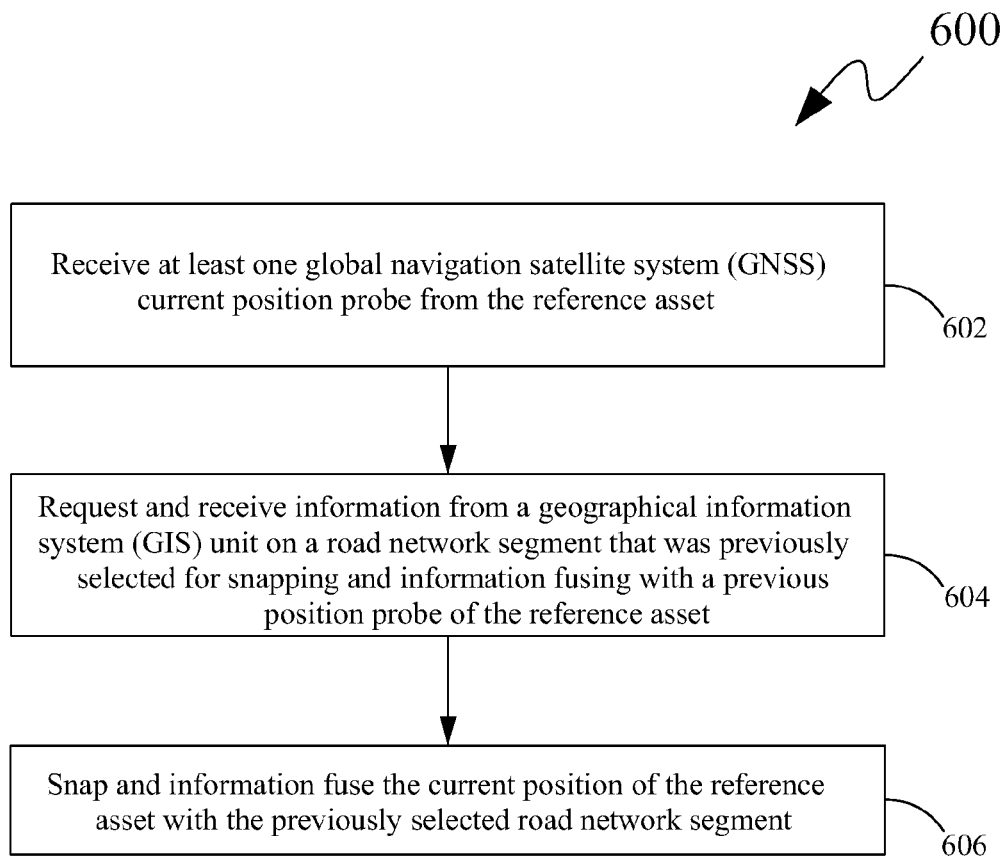 600
Receive at least one global navigation satellite system (GNSS)
current position probe from the reference asset
602
Request and receive information from a geographical information
system (GIS) unit on a road network segment that was previously
selected for snapping and information fusing with a previous
position probe of the reference asset
604
Snap and information fuse the current position of the reference
asset with the previously selected road network segment
606